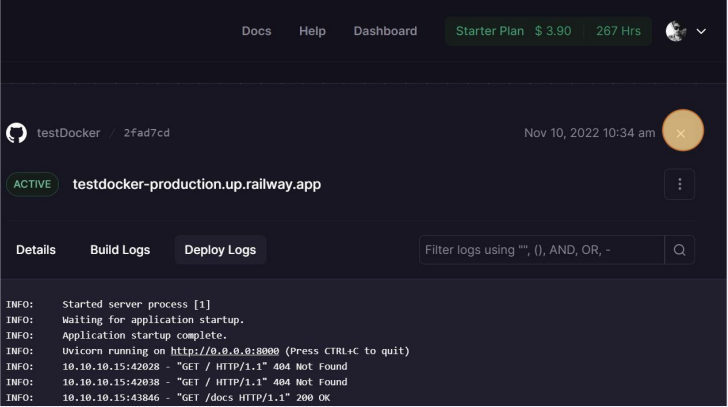 Docs Help Dashboard Starter Plan $ 3.90 267 Hrs
testDocker / 2fad7cd Nov 10, 2022 10:34 am ×
ACTIVE testdocker-production.up.railway.app
Details Build Logs Deploy Logs Filter logs using "", (), AND, OR, -
INFO: Started server process [1]
INFO: Waiting for application startup.
INFO: Application startup complete.
INFO: Uvicorn running on http://0.0.0.0:8000 (Press CTRL+C to quit)
INFO: 10.10.10.15:42028 - "GET / HTTP/1.1" 404 Not Found
INFO: 10.10.10.15:42038 - "GET / HTTP/1.1" 404 Not Found
INFO: 10.10.10.15:43846 - "GET /docs HTTP/1.1" 200 OK